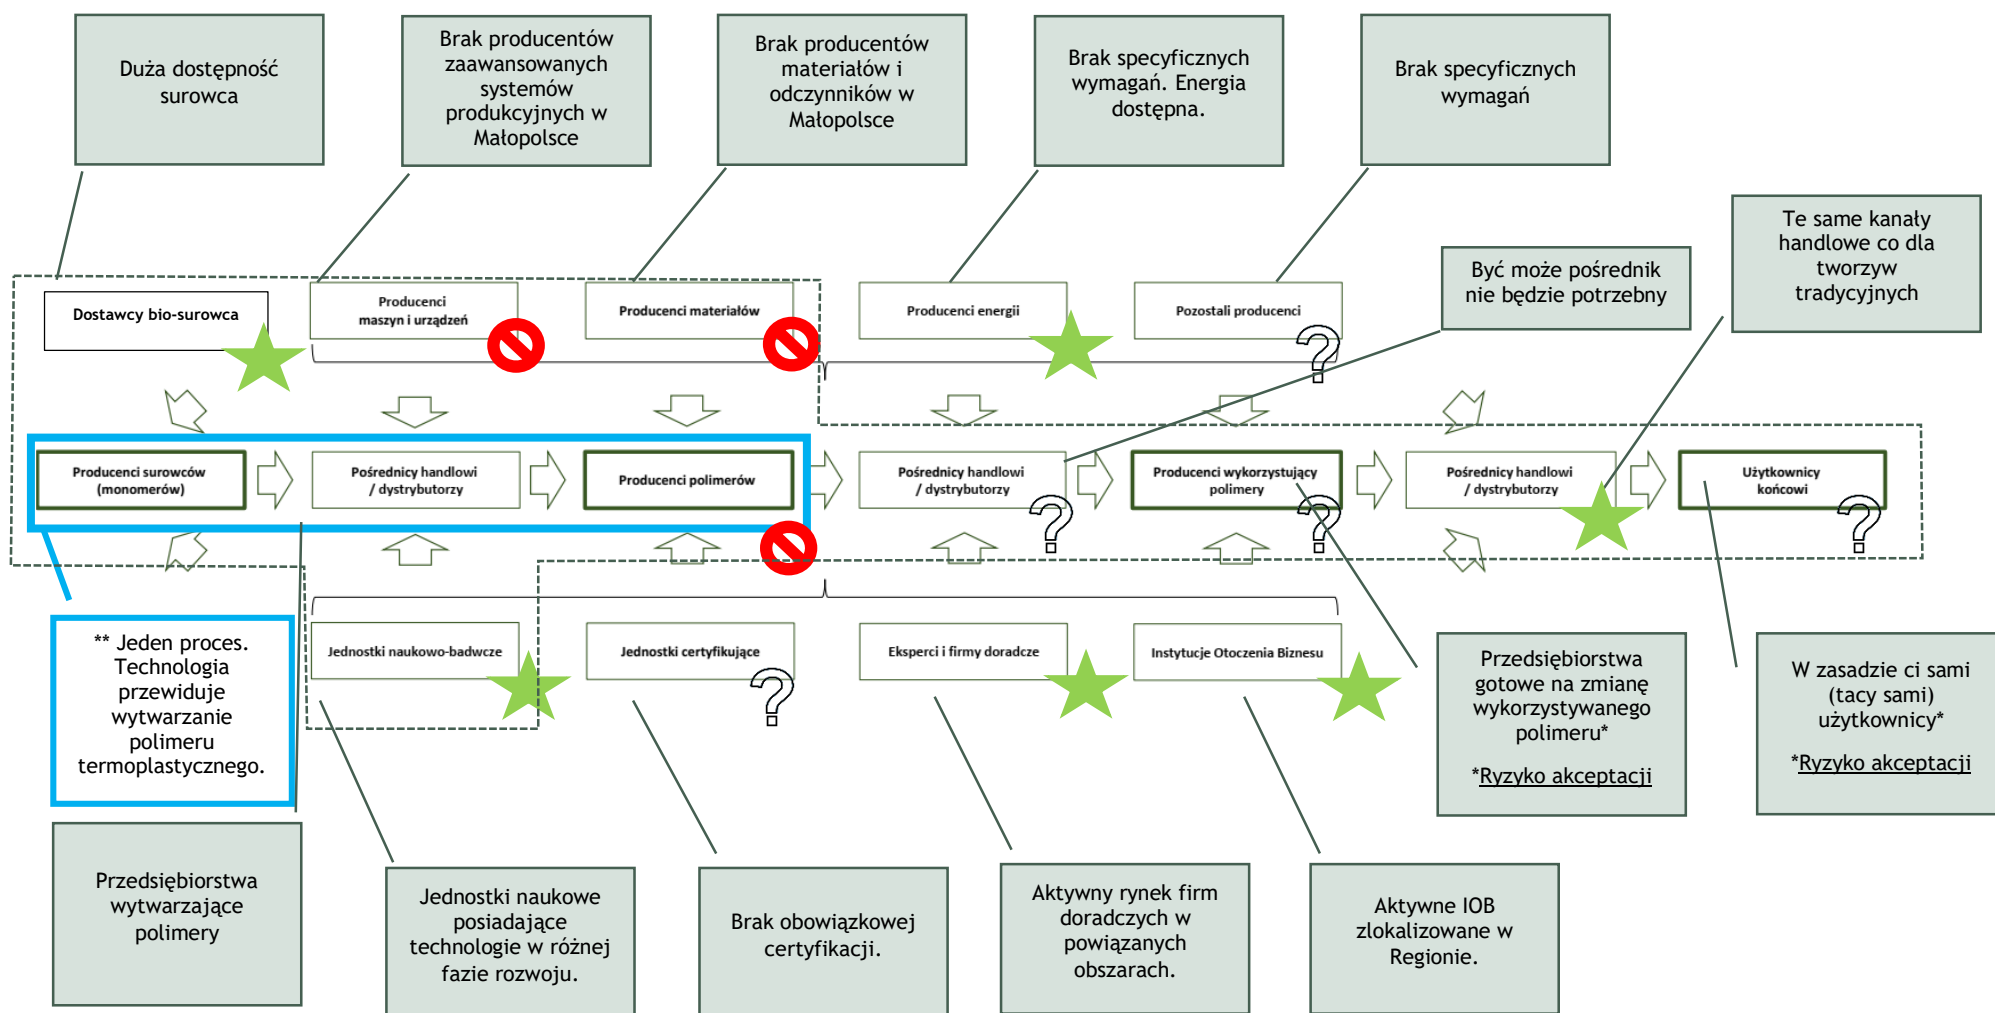 Duża dostępność
surowca
Brak producentów
zaawansowanych
systemów
produkcyjnych w
Małopolsce
Brak producentów
materiałów i
odczynników w
Małopolsce
Brak specyficznych
wymagań. Energia
dostępna.
Brak specyficznych
wymagań
Te same kanały
handlowe co dla
tworzyw
tradycyjnych
Być może pośrednik
nie będzie potrzebny
Dostawcy bio-surowca
Producenci
maszyn i urządzeń
Producenci materiałów
Producenci energii
Pozostali producenci
?
Producenci surowców
(monomerów)
Pośrednicy handlowi
/ dystrybutorzy
Producenci polimerów
Pośrednicy handlowi
/ dystrybutorzy
?
Producenci wykorzystujący
polimery
?
Pośrednicy handlowi
/ dystrybutorzy
Użytkownicy
końcowi
?
** Jeden proces.
Technologia
przewiduje
wytwarzanie
polimeru
termoplastycznego.
Jednostki naukowo-badwcze
Jednostki certyfikujące
?
Eksperci i firmy doradcze
Instytucje Otoczenia Biznesu
Przedsiębiorstwa
gotowe na zmianę
wykorzystywanego
polimeru*
*Ryzyko akceptacji
W zasadzie ci sami
(tacy sami)
użytkownicy*
*Ryzyko akceptacji
Przedsiębiorstwa
wytwarzające
polimery
Jednostki naukowe
posiadające
technologie w różnej
fazie rozwoju.
Brak obowiązkowej
certyfikacji.
Aktywny rynek firm
doradczych w
powiązanych
obszarach.
Aktywne IOB
zlokalizowane w
Regionie.